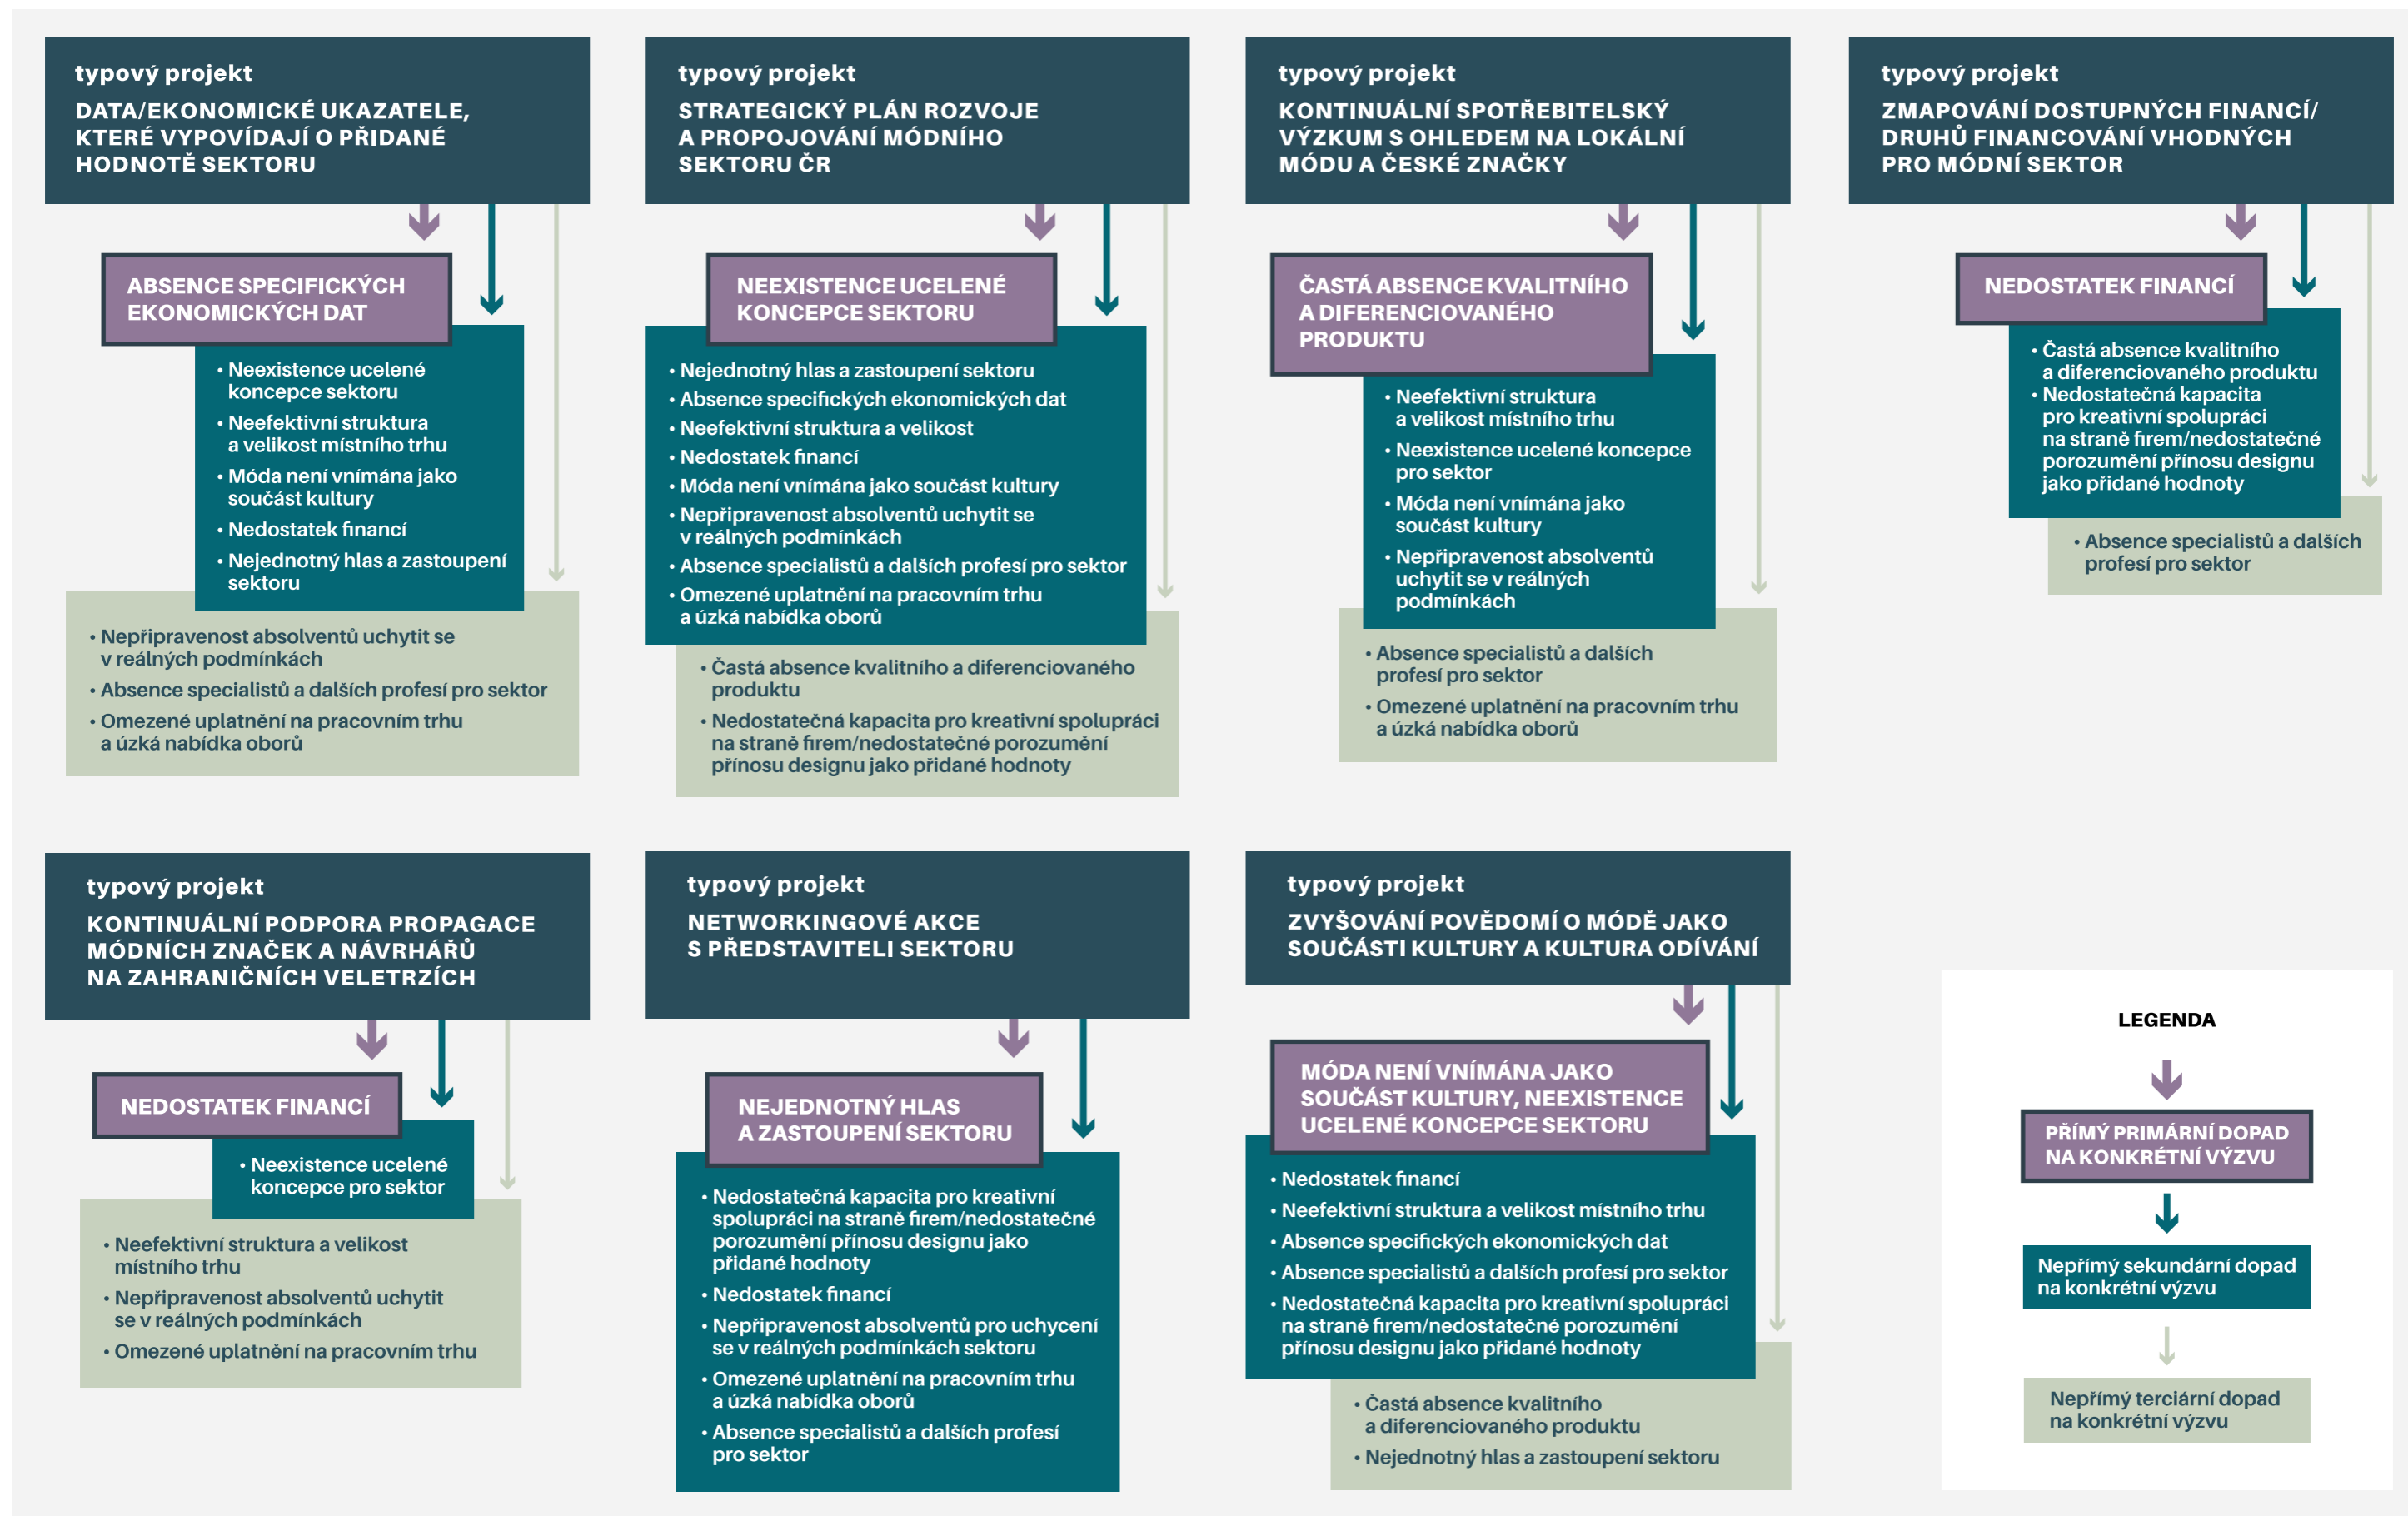 typový projekt
DATA/EKONOMICKÉ UKAZATELE,
KTERÉ VYPOVÍDAJÍ O PŘIDANÉ
HODNOTĚ SEKTORU
ABSENCE SPECIFICKÝCH
EKONOMICKÝCH DAT
• Neexistence ucelené
koncepce sektoru
• Neefektivní struktura
a velikost místního trhu
• Móda není vnímána jako
součást kultury
• Nedostatek financí
• Nejednotný hlas a zastoupení
sektoru
• Nepřipravenost absolventů uchytit se
v reálných podmínkách
• Absence specialistů a dalších profesí pro sektor
• Omezené uplatnění na pracovním trhu
a úzká nabídka oborů
typový projekt
STRATEGICKÝ PLÁN ROZVOJE
A PROPOJOVÁNÍ MÓDNÍHO
SEKTORU ČR
NEEXISTENCE UCELENÉ
KONCEPCE SEKTORU
• Nejednotný hlas a zastoupení sektoru
• Absence specifických ekonomických dat
• Neefektivní struktura a velikost
• Nedostatek financí
• Móda není vnímána jako součást kultury
• Nepřipravenost absolventů uchytit se
v reálných podmínkách
• Absence specialistů a dalších profesí pro sektor
• Omezené uplatnění na pracovním trhu
a úzká nabídka oborů
• Častá absence kvalitního a diferenciovaného
produktu
• Nedostatečná kapacita pro kreativní spolupráci
na straně firem/nedostatečné porozumění
přínosu designu jako přidané hodnoty
typový projekt
KONTINUÁLNÍ SPOTŘEBITELSKÝ
VÝZKUM S OHLEDEM NA LOKÁLNÍ
MÓDU A ČESKÉ ZNAČKY
ČASTÁ ABSENCE KVALITNÍHO
A DIFERENCIOVANÉHO
PRODUKTU
• Neefektivní struktura
a velikost místního trhu
• Neexistence ucelené koncepce
pro sektor
• Móda není vnímána jako
součást kultury
• Nepřipravenost absolventů
uchytit se v reálných
podmínkách
• Absence specialistů a dalších
profesí pro sektor
• Omezené uplatnění na pracovním trhu
a úzká nabídka oborů
typový projekt
ZMAPOVÁNÍ DOSTUPNÝCH FINANCÍ/
DRUHŮ FINANCOVÁNÍ VHODNÝCH
PRO MÓDNÍ SEKTOR
NEDOSTATEK FINANCÍ
• Častá absence kvalitního
a diferenciovaného produktu
• Nedostatečná kapacita
pro kreativní spolupráci
na straně firem/nedostatečné
porozumění přínosu designu
jako přidané hodnoty
• Absence specialistů a dalších
profesí pro sektor
typový projekt
KONTINUÁLNÍ PODPORA PROPAGACE
MÓDNÍCH ZNAČEK A NÁVRHÁŘŮ
NA ZAHRANIČNÍCH VELETRZÍCH
NEDOSTATEK FINANCÍ
• Neexistence ucelené
koncepce pro sektor
• Neefektivní struktura a velikost
místního trhu
• Nepřipravenost absolventů uchytit
se v reálných podmínkách
• Omezené uplatnění na pracovním trhu
typový projekt
NETWORKINGOVÉ AKCE
S PŘEDSTAVITELI SEKTORU
NEJEDNOTNÝ HLAS
A ZASTOUPENÍ SEKTORU
• Nedostatečná kapacita pro kreativní
spolupráci na straně firem/nedostatečné
porozumění přínosu designu jako
přidané hodnoty
• Nedostatek financí
• Nepřipravenost absolventů pro uchycení
se v reálných podmínkách sektoru
• Omezené uplatnění na pracovním trhu
a úzká nabídka oborů
• Absence specialistů a dalších profesí
pro sektor
typový projekt
ZVYŠOVÁNÍ POVĚDOMÍ O MÓDĚ JAKO
SOUČÁSTI KULTURY A KULTURA ODÍVÁNÍ
MÓDA NENÍ VNÍMÁNA JAKO
SOUČÁST KULTURY, NEEXISTENCE
UCELENÉ KONCEPCE SEKTORU
• Nedostatek financí
• Neefektivní struktura a velikost místního trhu
• Absence specifických ekonomických dat
• Absence specialistů a dalších profesí pro sektor
• Nedostatečná kapacita pro kreativní spolupráci
na straně firem/nedostatečné porozumění
přínosu designu jako přidané hodnoty
• Častá absence kvalitního
a diferenciovaného produktu
• Nejednotný hlas a zastoupení sektoru
LEGENDA
PŘÍMÝ PRIMÁRNÍ DOPAD
NA KONKRÉTNÍ VÝZVU
Nepřímý sekundární dopad
na konkrétní výzvu
Nepřímý terciární dopad
na konkrétní výzvu